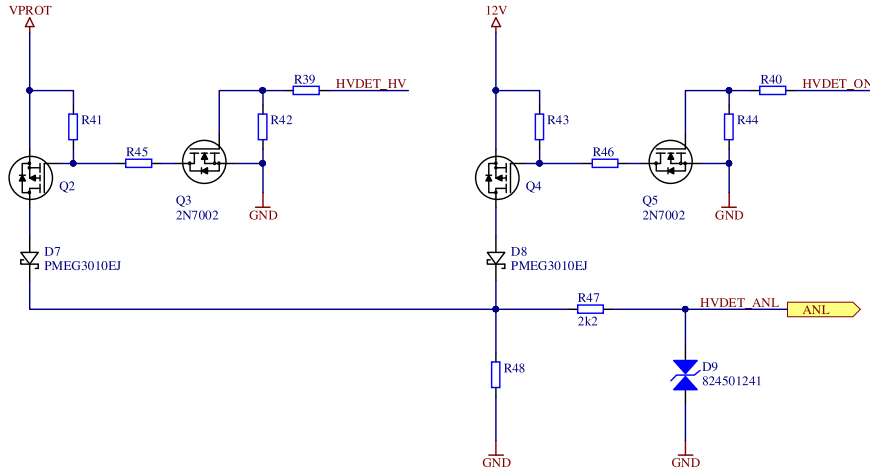 VPROT
12V
R39
HVDET_HV
R40
HVDET_ON
R41
R42
R43
R44
R45
R46
Q2
Q3
2N7002
GND
Q4
Q5
2N7002
GND
D7
PMEG3010EJ
D8
PMEG3010EJ
R47
2k2
HVDET_ANL
ANL
R48
D9
824501241
GND
GND